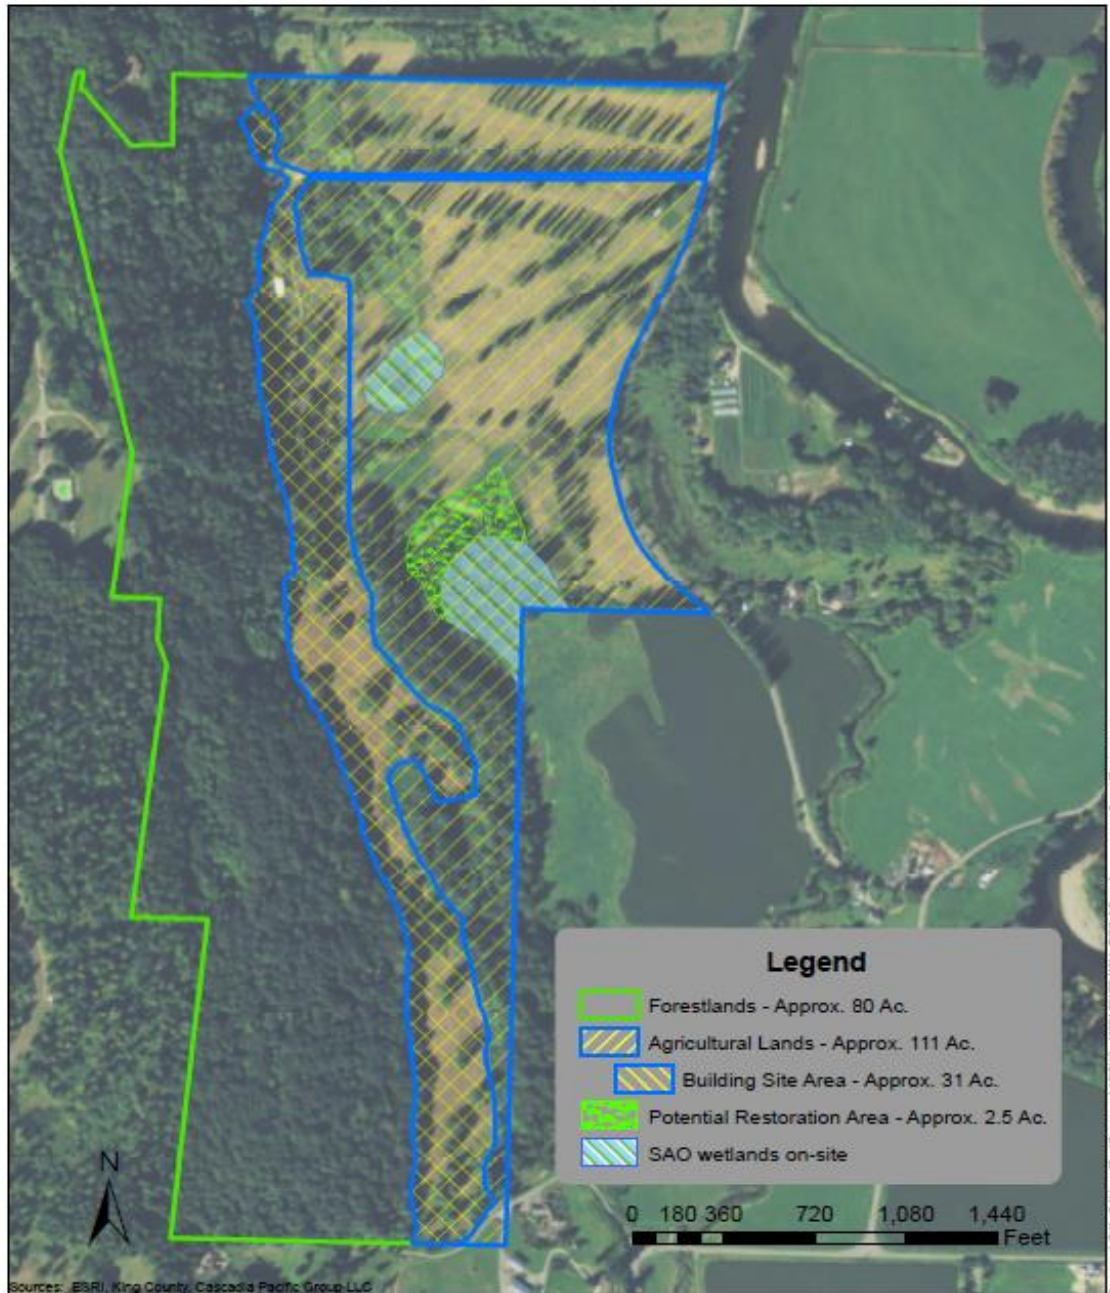 Legend
Forestlands - Approx. 80 Ac.
Agricultural Lands - Approx. 111 Ac.
Building Site Area - Approx. 31 Ac.
Potential Restoration Area - Approx. 2.5 Ac.
SAO wetlands on-site
N
0 180 360 720 1,080 1,440
Feet
Sources: ESRI, King County, Cascadia Pacific Group LLC